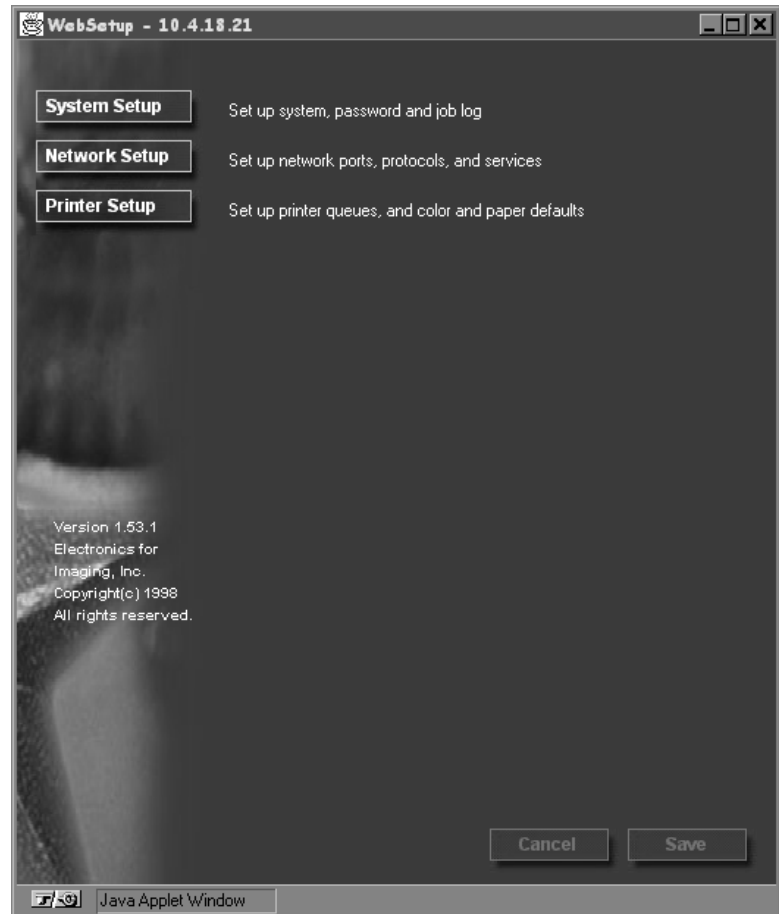 WebSetup - 10.4.18.21
System Setup
Set up system, password and job log
Network Setup
Set up network ports, protocols, and services
Printer Setup
Set up printer queues, and color and paper defaults
Version 1.53.1
Electronics for
Imaging, Inc.
Copyright(c) 1998
All rights reserved.
Cancel
Save
Java Applet Window